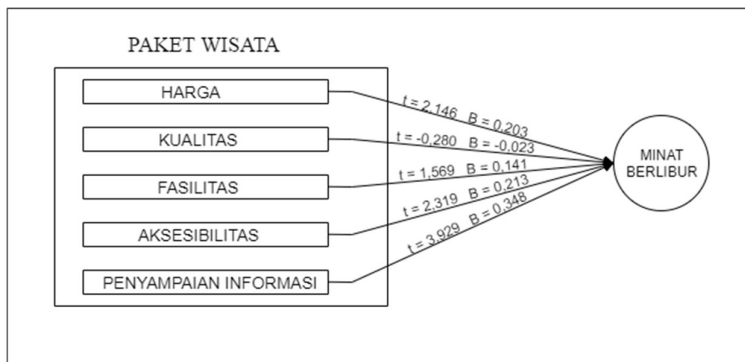 PAKET WISATA
HARGA
t = 2,146 B = 0,203
KUALITAS
t = -0,280 B = -0,023
FASILITAS
t = 1,569 B = 0,141
AKSESIBILITAS
t = 2,319 B = 0,213
PENYAMPAIAN INFORMASI
t = 3,929 B = 0,348
MINAT
BERLIBUR